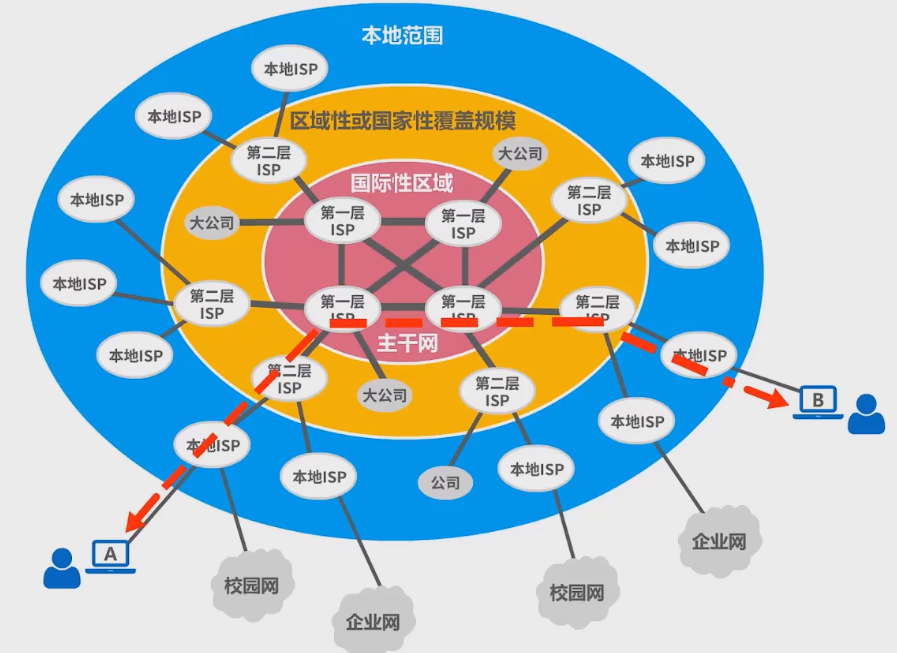 本地范围
本地ISP
本地ISP
区域性或国家性覆盖规模
第二层
ISP
大公司
本地ISP
国际性区域
本地ISP
第二层
ISP
大公司
第一层
ISP
第一层
ISP
本地ISP
本地ISP
第二层
ISP
第一层
ISP
第一层
ISP
第二层
ISP
主干网
本地ISP
本地ISP
第二层
ISP
大公司
第二层
ISP
B
本地ISP
本地ISP
本地ISP
公司
本地ISP
A
企业网
校园网
校园网
企业网